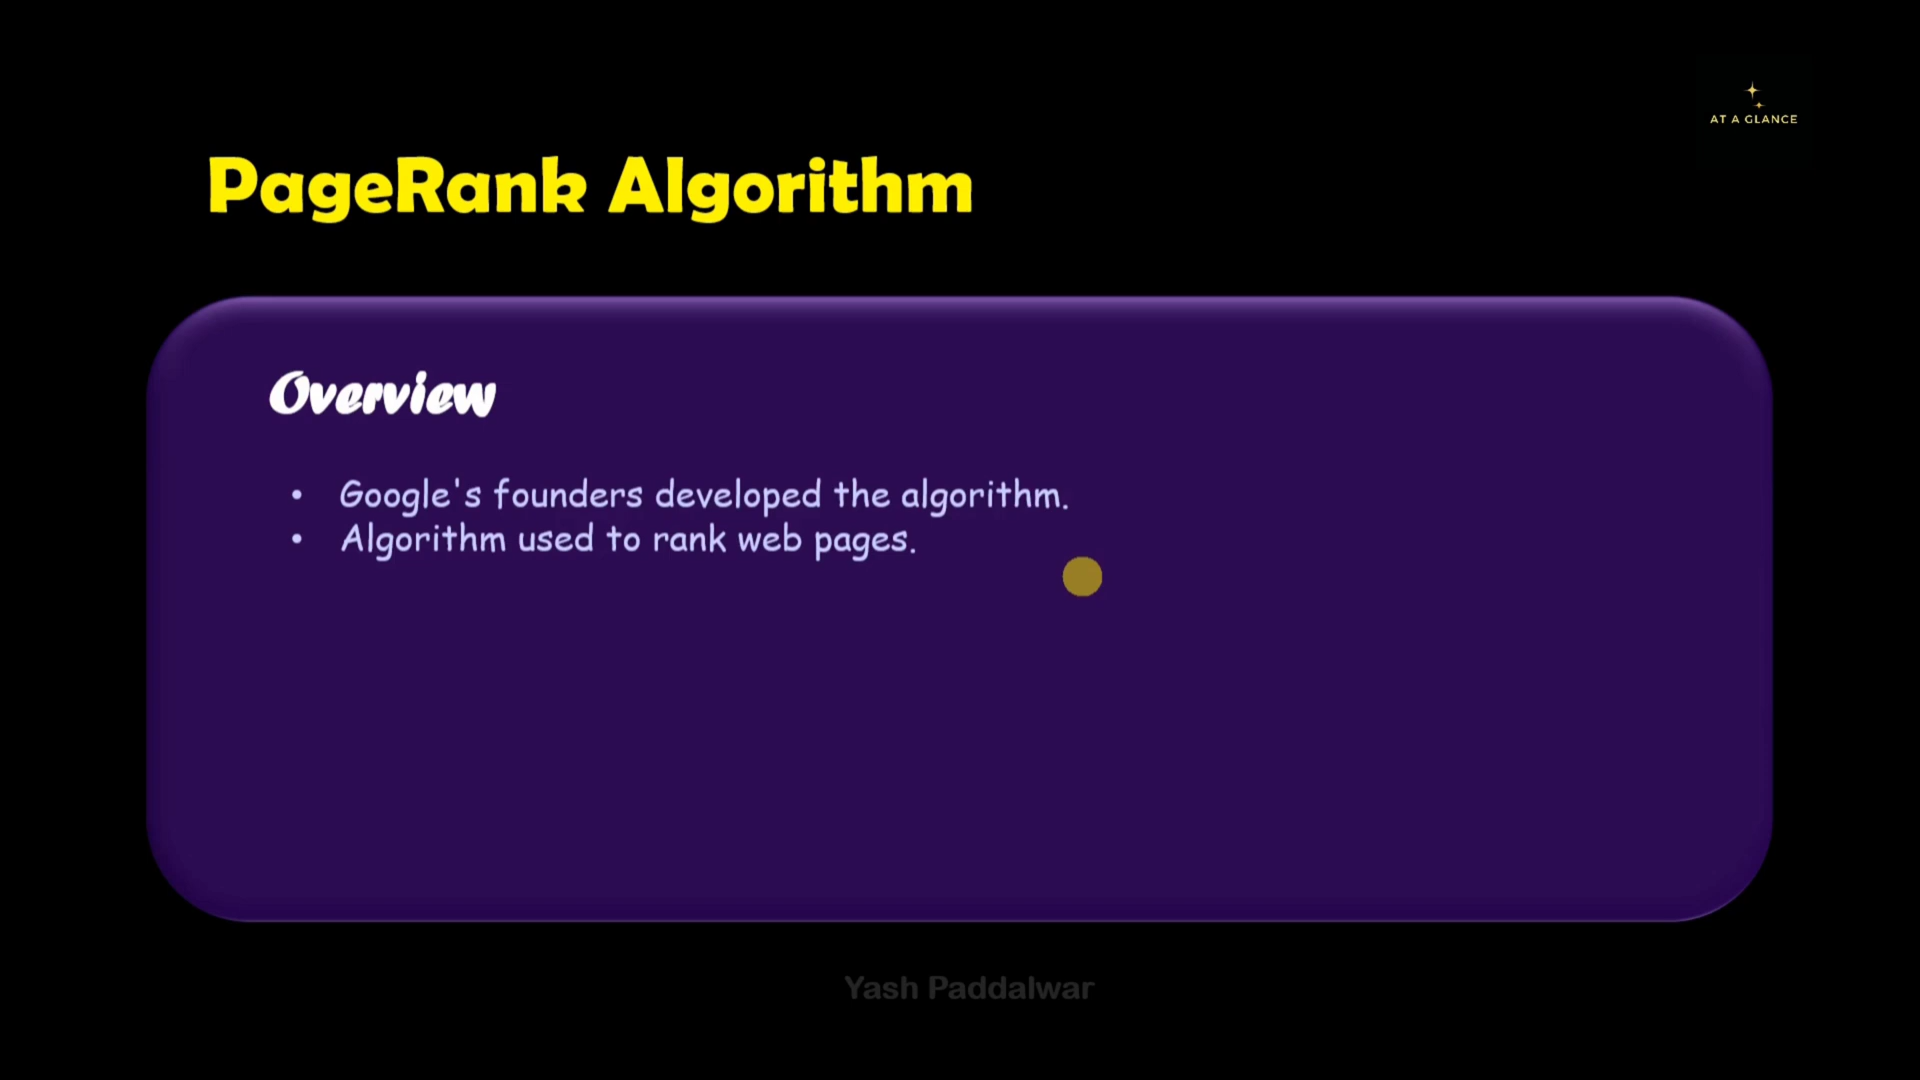 AT A GLANCE
PageRank Algorithm
Overview
• Google's founders developed the algorithm.
• Algorithm used to rank web pages.
Yash Paddalwar